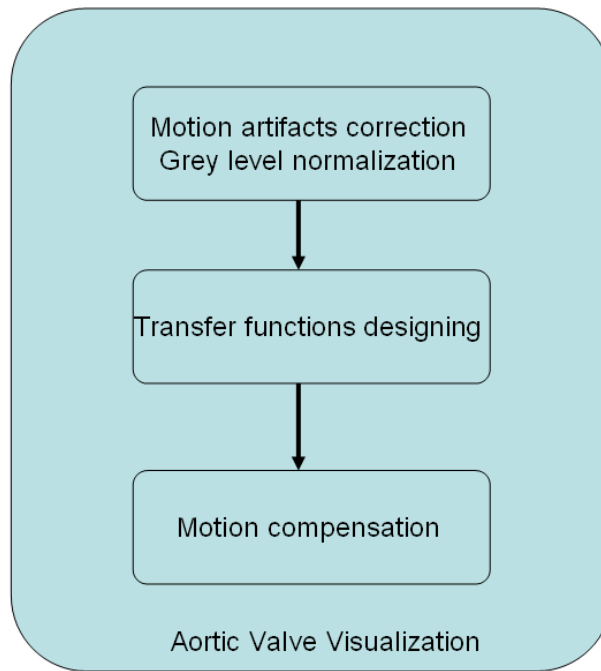 Motion artifacts correction
Grey level normalization
Transfer functions designing
Motion compensation
Aortic Valve Visualization